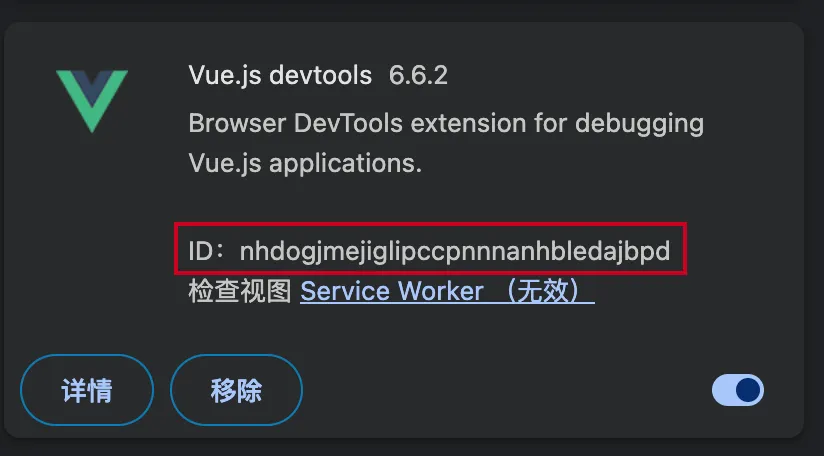 Vue.js devtools 6.6.2
Browser DevTools extension for debugging
Vue.js applications.
ID：nhdogjmejiglipccpnnnanhbledajbpd
检查视图 Service Worker （无效）
详情 移除